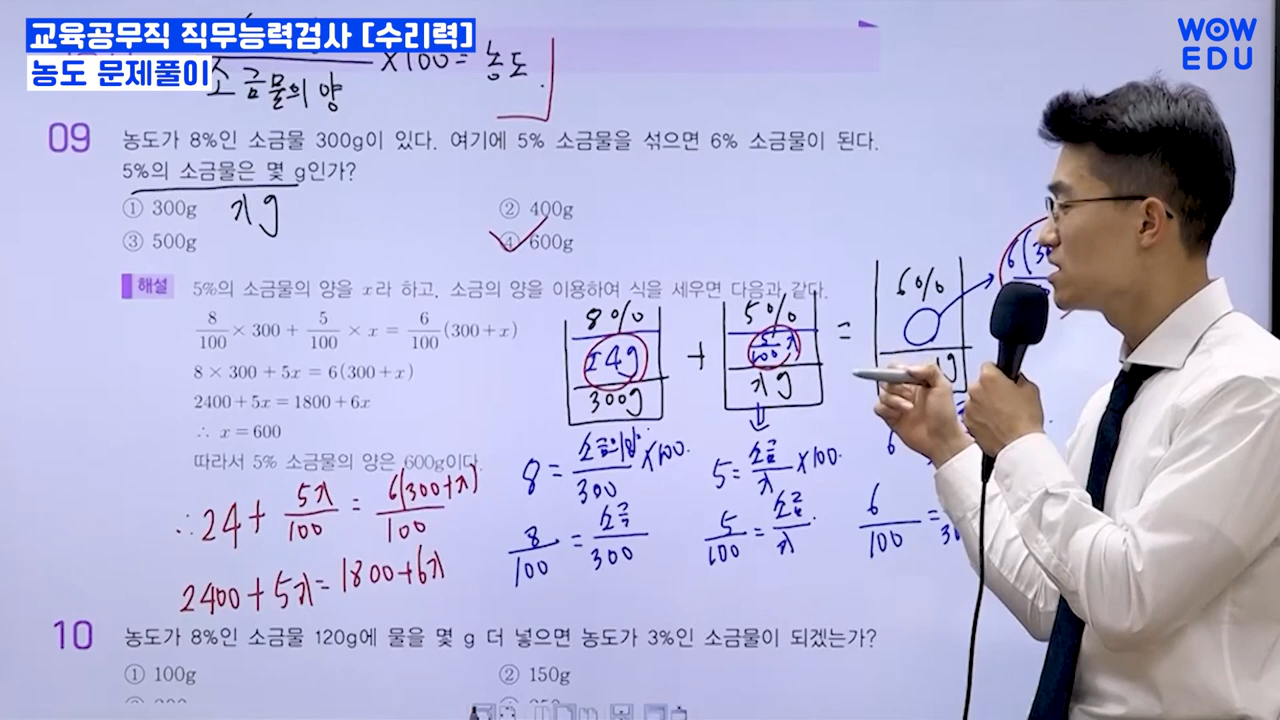 교육공무직 직무능력검사 [수리력]
농도 문제풀이
WOW
EDU
소금물의 양 ×100 = 농도
09 농도가 8%인 소금물 300g이 있다. 여기에 5% 소금물을 섞으면 6% 소금물이 된다.
5%의 소금물은 몇 g인가?
① 300g xg ② 400g
③ 500g ④ 600g
해설 5%의 소금물의 양을 x라 하고, 소금의 양을 이용하여 식을 세우면 다음과 같다.
8/100 × 300 + 5/100 × x = 6/100 (300+x)
8 × 300 + 5x = 6(300+x)
2400+5x=1800+6x
∴ x=600
따라서 5% 소금물의 양은 600g이다.
8% 5% 6%
24g + 5/100 x =
300g xg
8 = 소금의양/300 ×100.
5 = 소금/x ×100.
6
8/100 = 소금/300
5/100 = 소금/x
6/100 =
∴ 24 + 5x/100 = 6(300+x)/100
2400+5x=1800+6x
10 농도가 8%인 소금물 120g에 물을 몇 g 더 넣으면 농도가 3%인 소금물이 되겠는가?
① 100g ② 150g